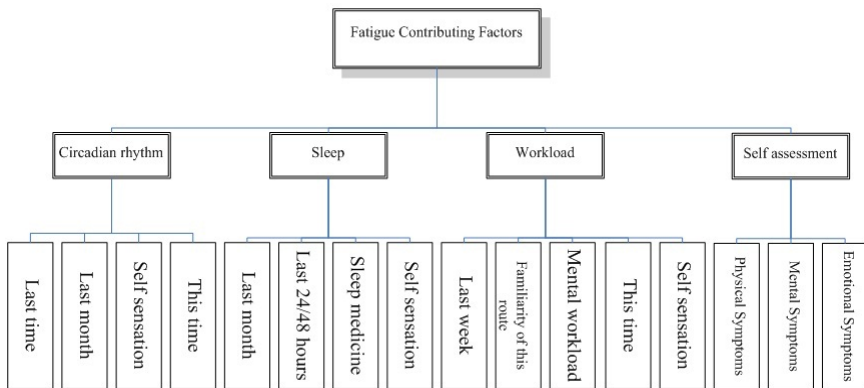 Fatigue Contributing Factors
Circadian rhythm
Sleep
Workload
Self assessment
Last time
Last month
Self sensation
This time
Last month
Last 24/48 hours
Sleep medicine
Self sensation
Last week
Familiarity of this
route
Mental workload
This time
Self sensation
Physical Symptoms
Mental Symptoms
Emotional Symptoms